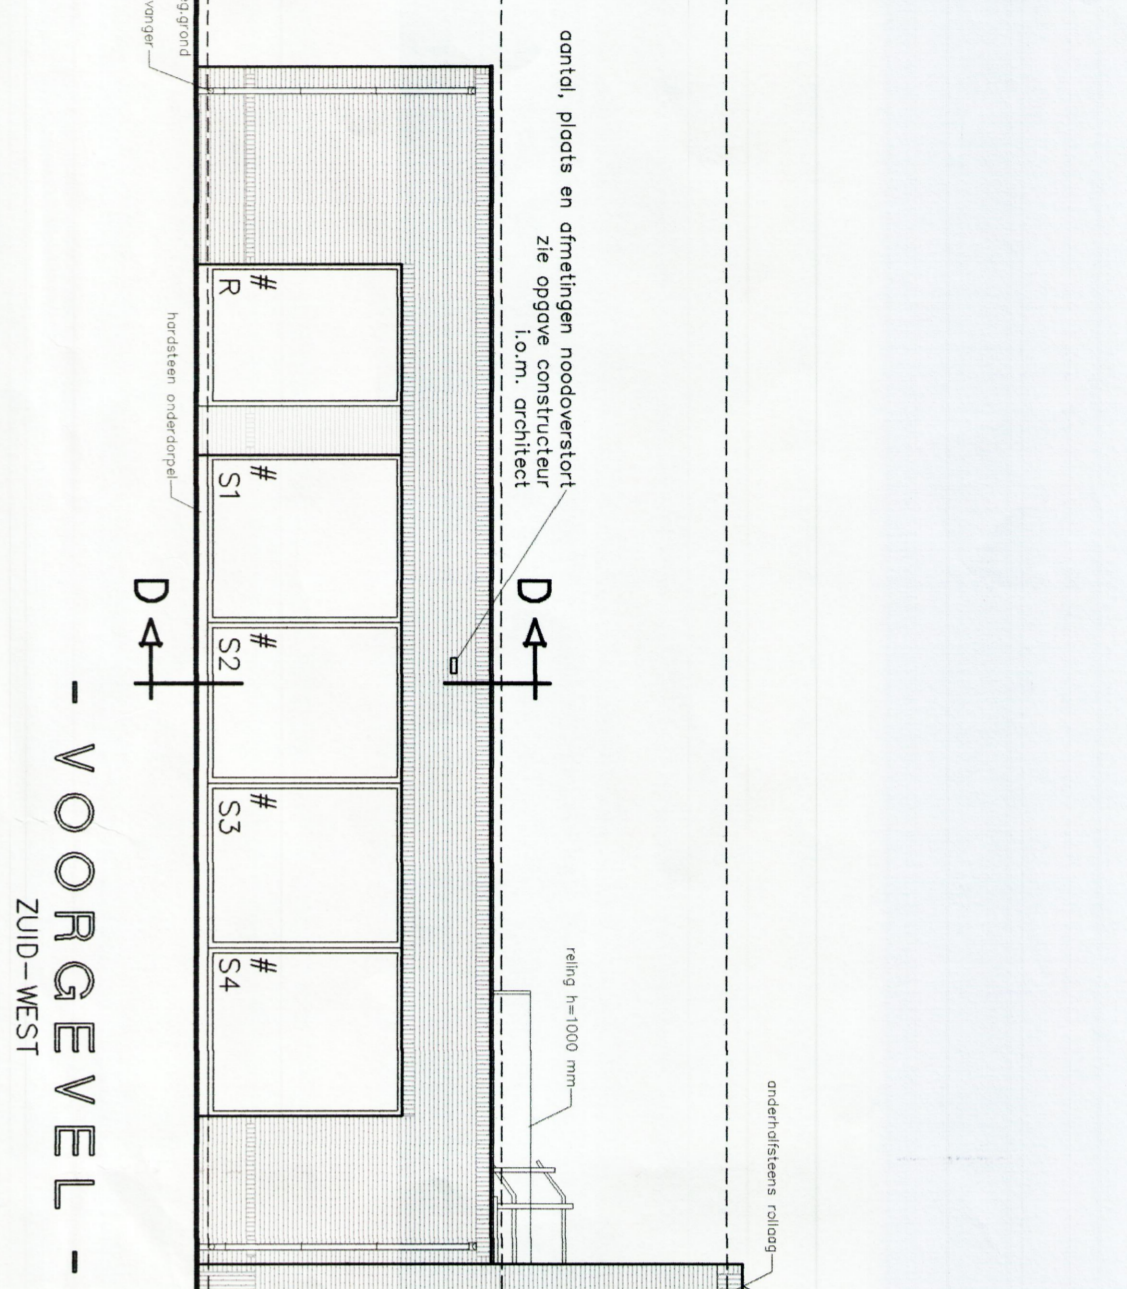 aantal, plaats en afmetingen noodoverstort
zie opgave constructeur
i.o.m. architect
anderhalfsteens rollaag
reling h=1000 mm
D
D
#
R
#
S1
#
S2
#
S3
#
S4
hardsteen onderdorpel
- VOORGEVEL -
ZUID-WEST